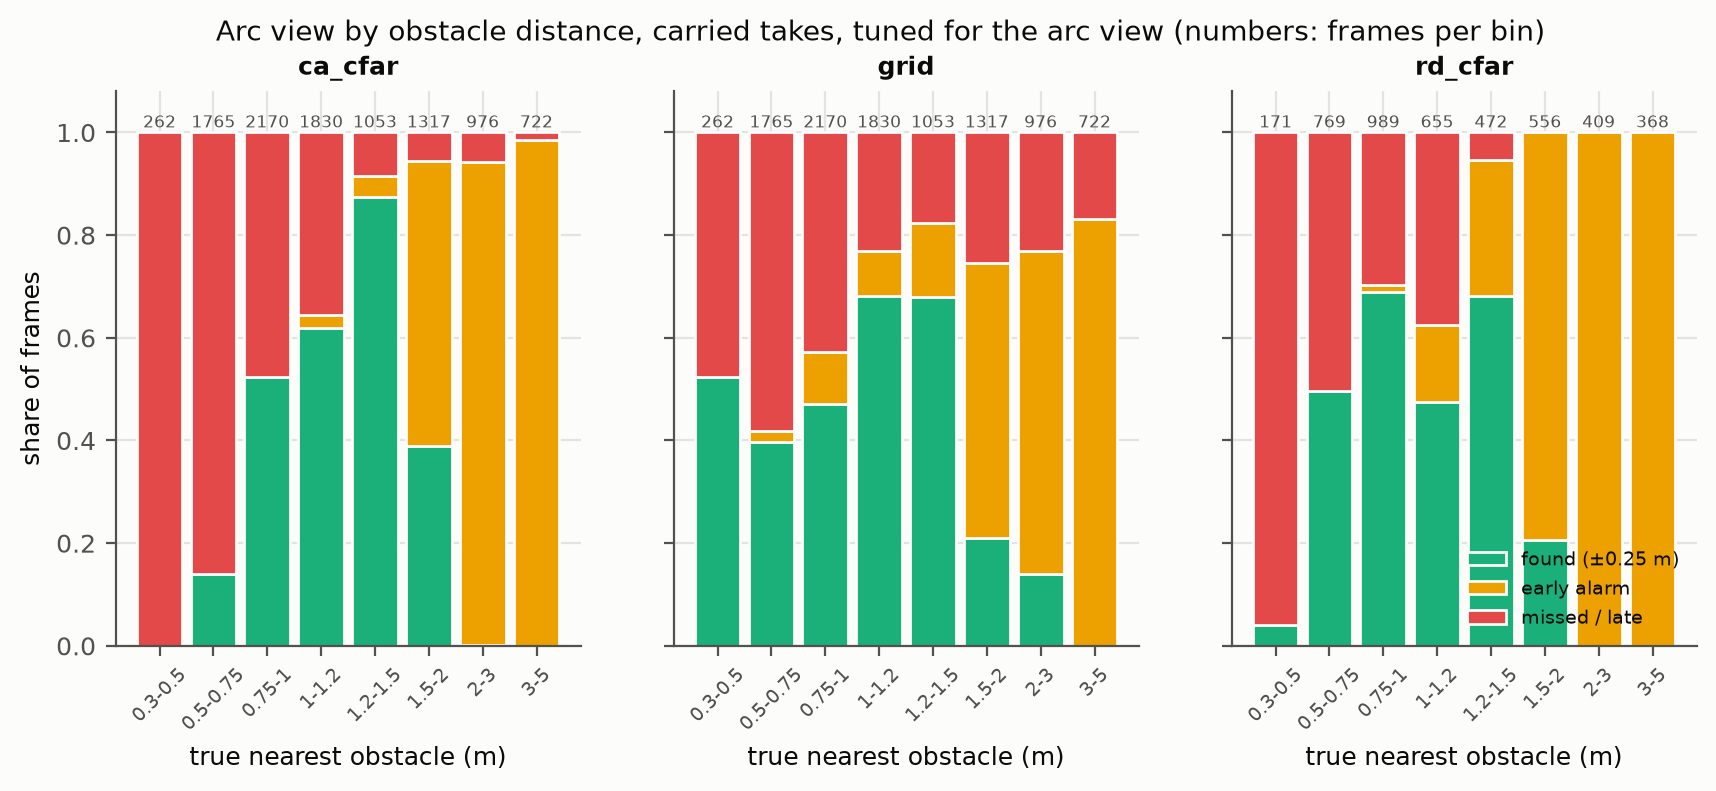 Arc view by obstacle distance, carried takes, tuned for the arc view (numbers: frames per bin)
ca_cfar
grid
rd_cfar
262 1765 2170 1830 1053 1317 976 722
262 1765 2170 1830 1053 1317 976 722
171 769 989 655 472 556 409 368
share of frames
1.0
0.8
0.6
0.4
0.2
0.0
found (±0.25 m)
early alarm
missed / late
0.3-0.5 0.5-0.75 0.75-1 1-1.2 1.2-1.5 1.5-2 2-3 3-5
0.3-0.5 0.5-0.75 0.75-1 1-1.2 1.2-1.5 1.5-2 2-3 3-5
0.3-0.5 0.5-0.75 0.75-1 1-1.2 1.2-1.5 1.5-2 2-3 3-5
true nearest obstacle (m)
true nearest obstacle (m)
true nearest obstacle (m)